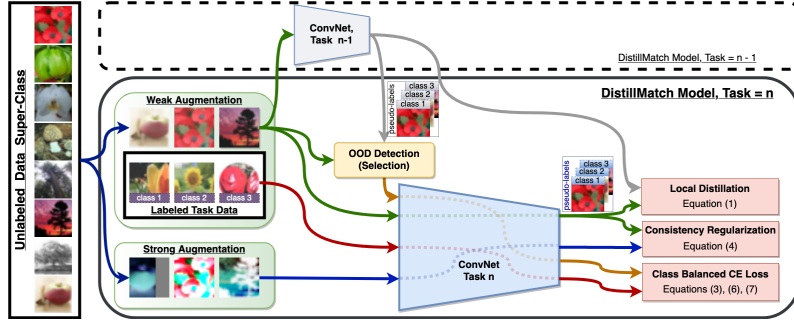 Unlabeled Data Super-Class
ConvNet,
Task n-1
DistillMatch Model, Task = n - 1
DistillMatch Model, Task = n
Weak Augmentation
class 1
class 2
class 3
Labeled Task Data
Strong Augmentation
pseudo-labels
class 3
class 2
class 1
OOD Detection
(Selection)
ConvNet
Task n
pseudo-labels
class 3
class 2
class 1
Local Distillation
Equation (1)
Consistency Regularization
Equation (4)
Class Balanced CE Loss
Equations (3), (6), (7)